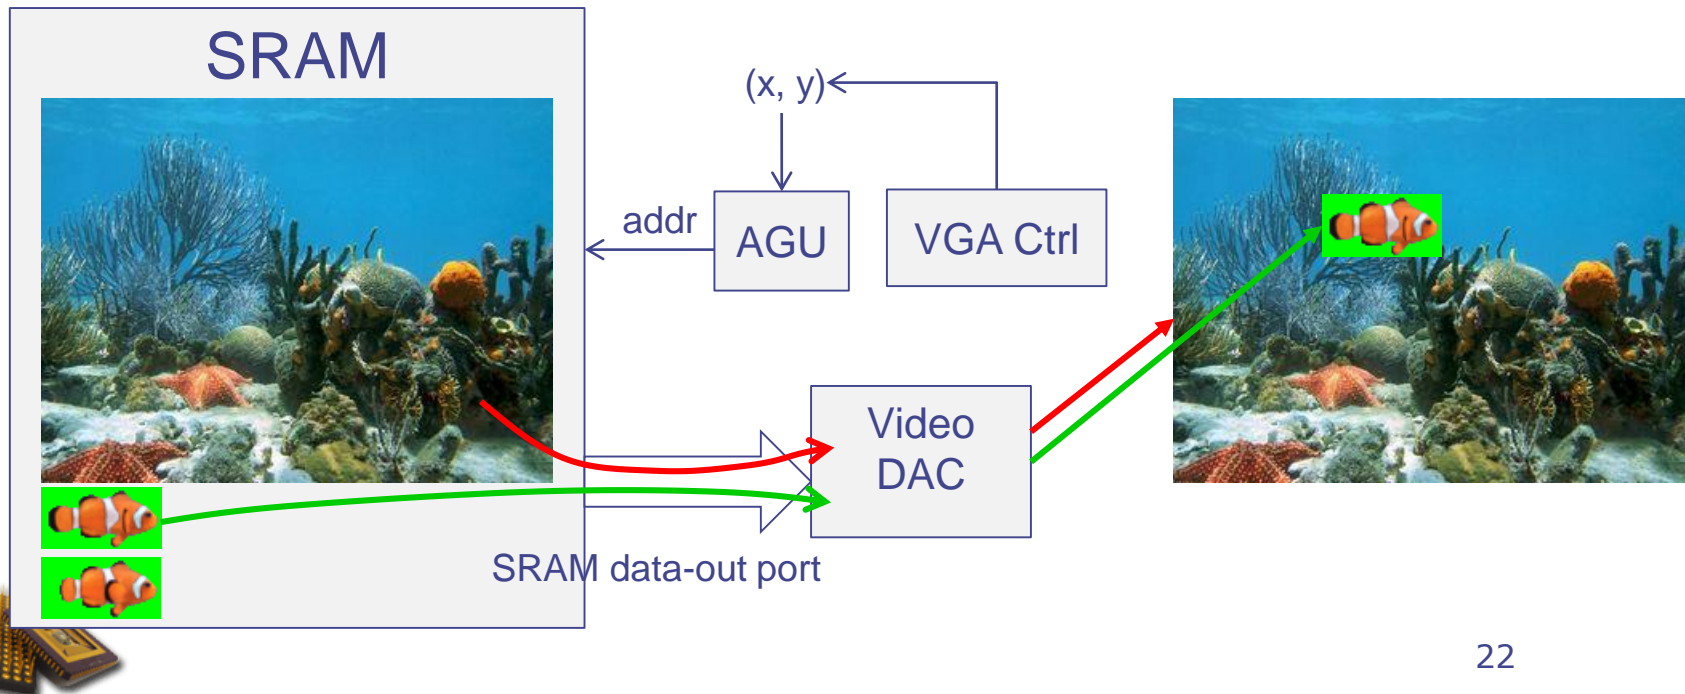 SRAM
(x, y)
addr
AGU
VGA Ctrl
Video
DAC
SRAM data-out port
22